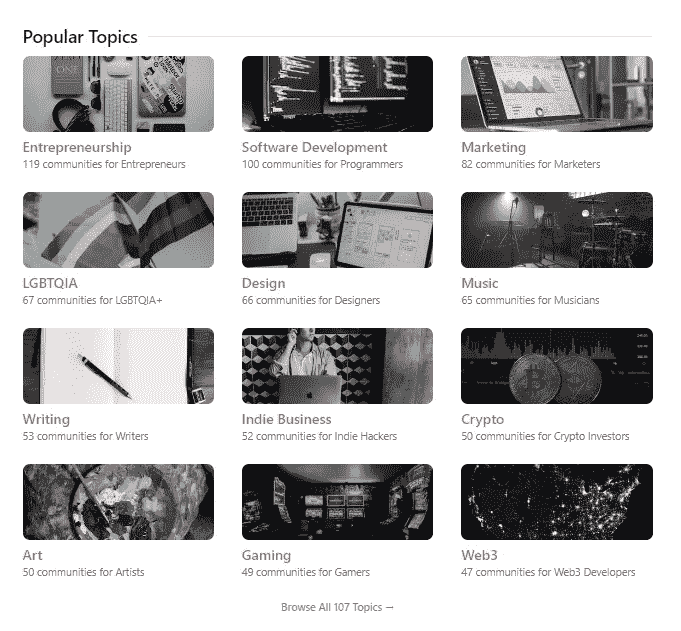 Popular Topics
Entrepreneurship
119 communities for Entrepreneurs
Software Development
100 communities for Programmers
Marketing
82 communities for Marketers
LGBTQIA
67 communities for LGBTQIA+
Design
66 communities for Designers
Music
65 communities for Musicians
Writing
53 communities for Writers
Indie Business
52 communities for Indie Hackers
Crypto
50 communities for Crypto Investors
Art
50 communities for Artists
Gaming
49 communities for Gamers
Web3
47 communities for Web3 Developers
Browse All 107 Topics →